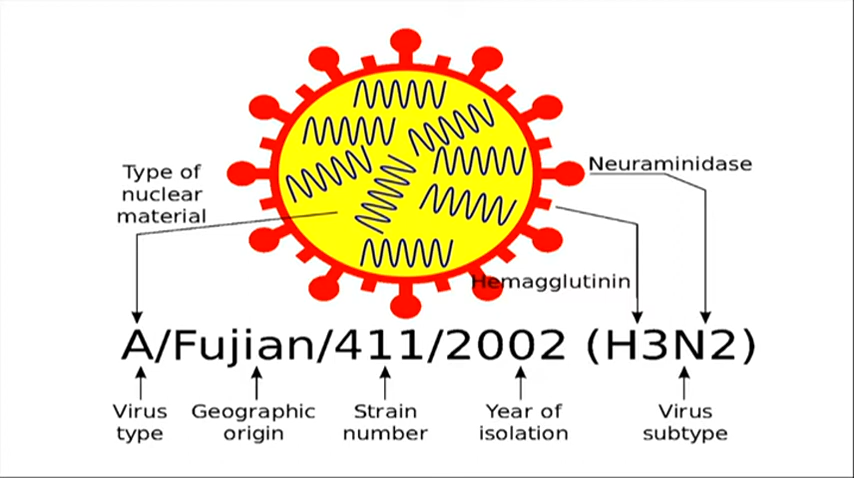 Type of
nuclear
material
Neuraminidase
Hemagglutinin
A/Fujian/411/2002 (H3N2)
Virus
type
Geographic
origin
Strain
number
Year of
isolation
Virus
subtype